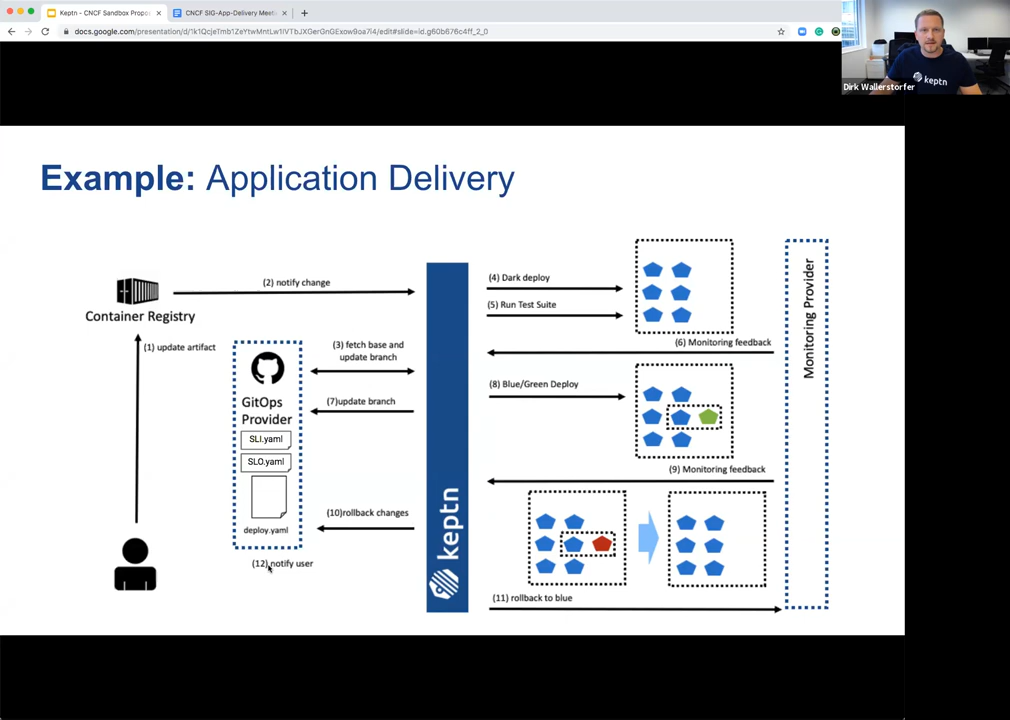 Keptn - CNCF Sandbox Propo
CNCF SIG-App-Delivery Meet
docs.google.com/presentation/d/1k1QcjeTmb1ZeYtwMntLw1IVTbJXGerGnGExow9oa7l4/edit#slide=id.g60b676c4ff_2_0
keptn
Dirk Wallerstorfer
Example: Application Delivery
Container Registry
(1) update artifact
(2) notify change
(3) fetch base and
update branch
(7)update branch
GitOps
Provider
SLI.yaml
SLO.yaml
deploy.yaml
(10)rollback changes
(12) notify user
keptn
(4) Dark deploy
(5) Run Test Suite
(6) Monitoring feedback
(8) Blue/Green Deploy
(9) Monitoring feedback
(11) rollback to blue
Monitoring Provider